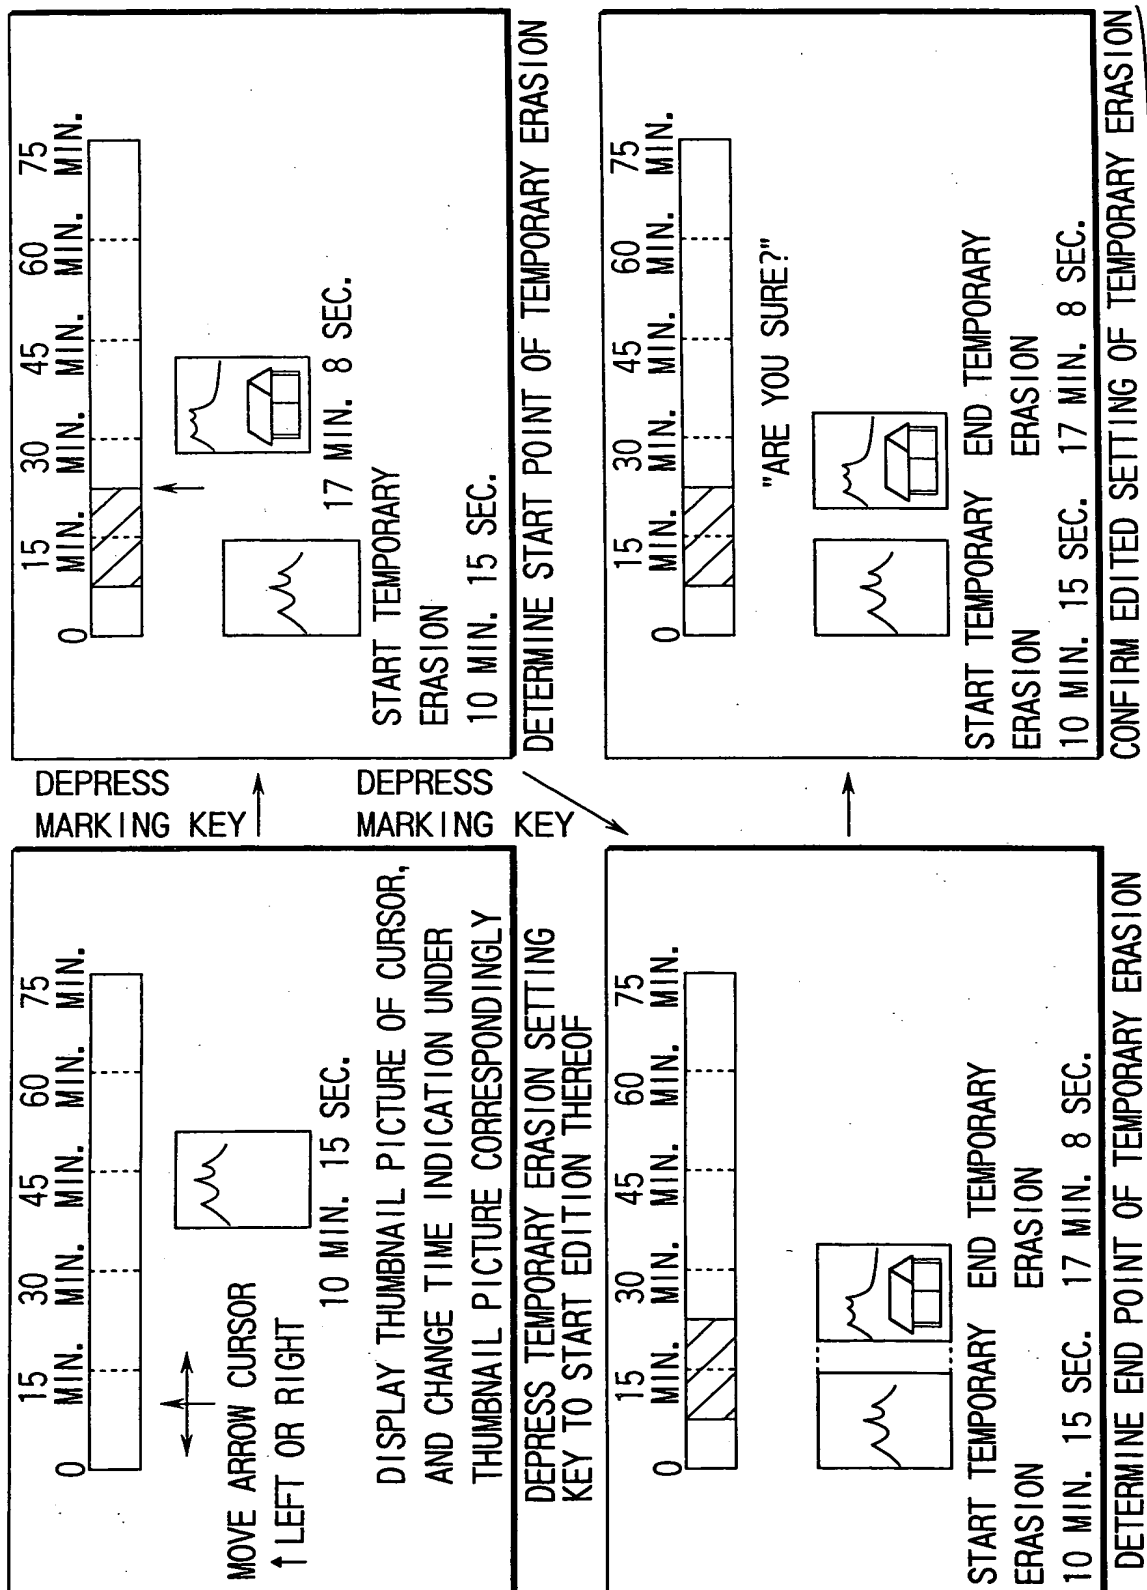 0 15 30 45 60 75
MIN. MIN. MIN. MIN. MIN.
MOVE ARROW CURSOR
↑LEFT OR RIGHT
10 MIN. 15 SEC.
DISPLAY THUMBNAIL PICTURE OF CURSOR,
AND CHANGE TIME INDICATION UNDER
THUMBNAIL PICTURE CORRESPONDINGLY
DEPRESS TEMPORARY ERASION SETTING
KEY TO START EDITION THEREOF
DEPRESS
MARKING KEY
0 15 30 45 60 75
MIN. MIN. MIN. MIN. MIN.
17 MIN. 8 SEC.
START TEMPORARY
ERASION
10 MIN. 15 SEC.
DETERMINE START POINT OF TEMPORARY ERASION
DEPRESS
MARKING KEY
0 15 30 45 60 75
MIN. MIN. MIN. MIN. MIN.
START TEMPORARY END TEMPORARY
ERASION ERASION
10 MIN. 15 SEC. 17 MIN. 8 SEC.
DETERMINE END POINT OF TEMPORARY ERASION
0 15 30 45 60 75
MIN. MIN. MIN. MIN. MIN.
"ARE YOU SURE?"
START TEMPORARY END TEMPORARY
ERASION ERASION
10 MIN. 15 SEC. 17 MIN. 8 SEC.
CONFIRM EDITED SETTING OF TEMPORARY ERASION